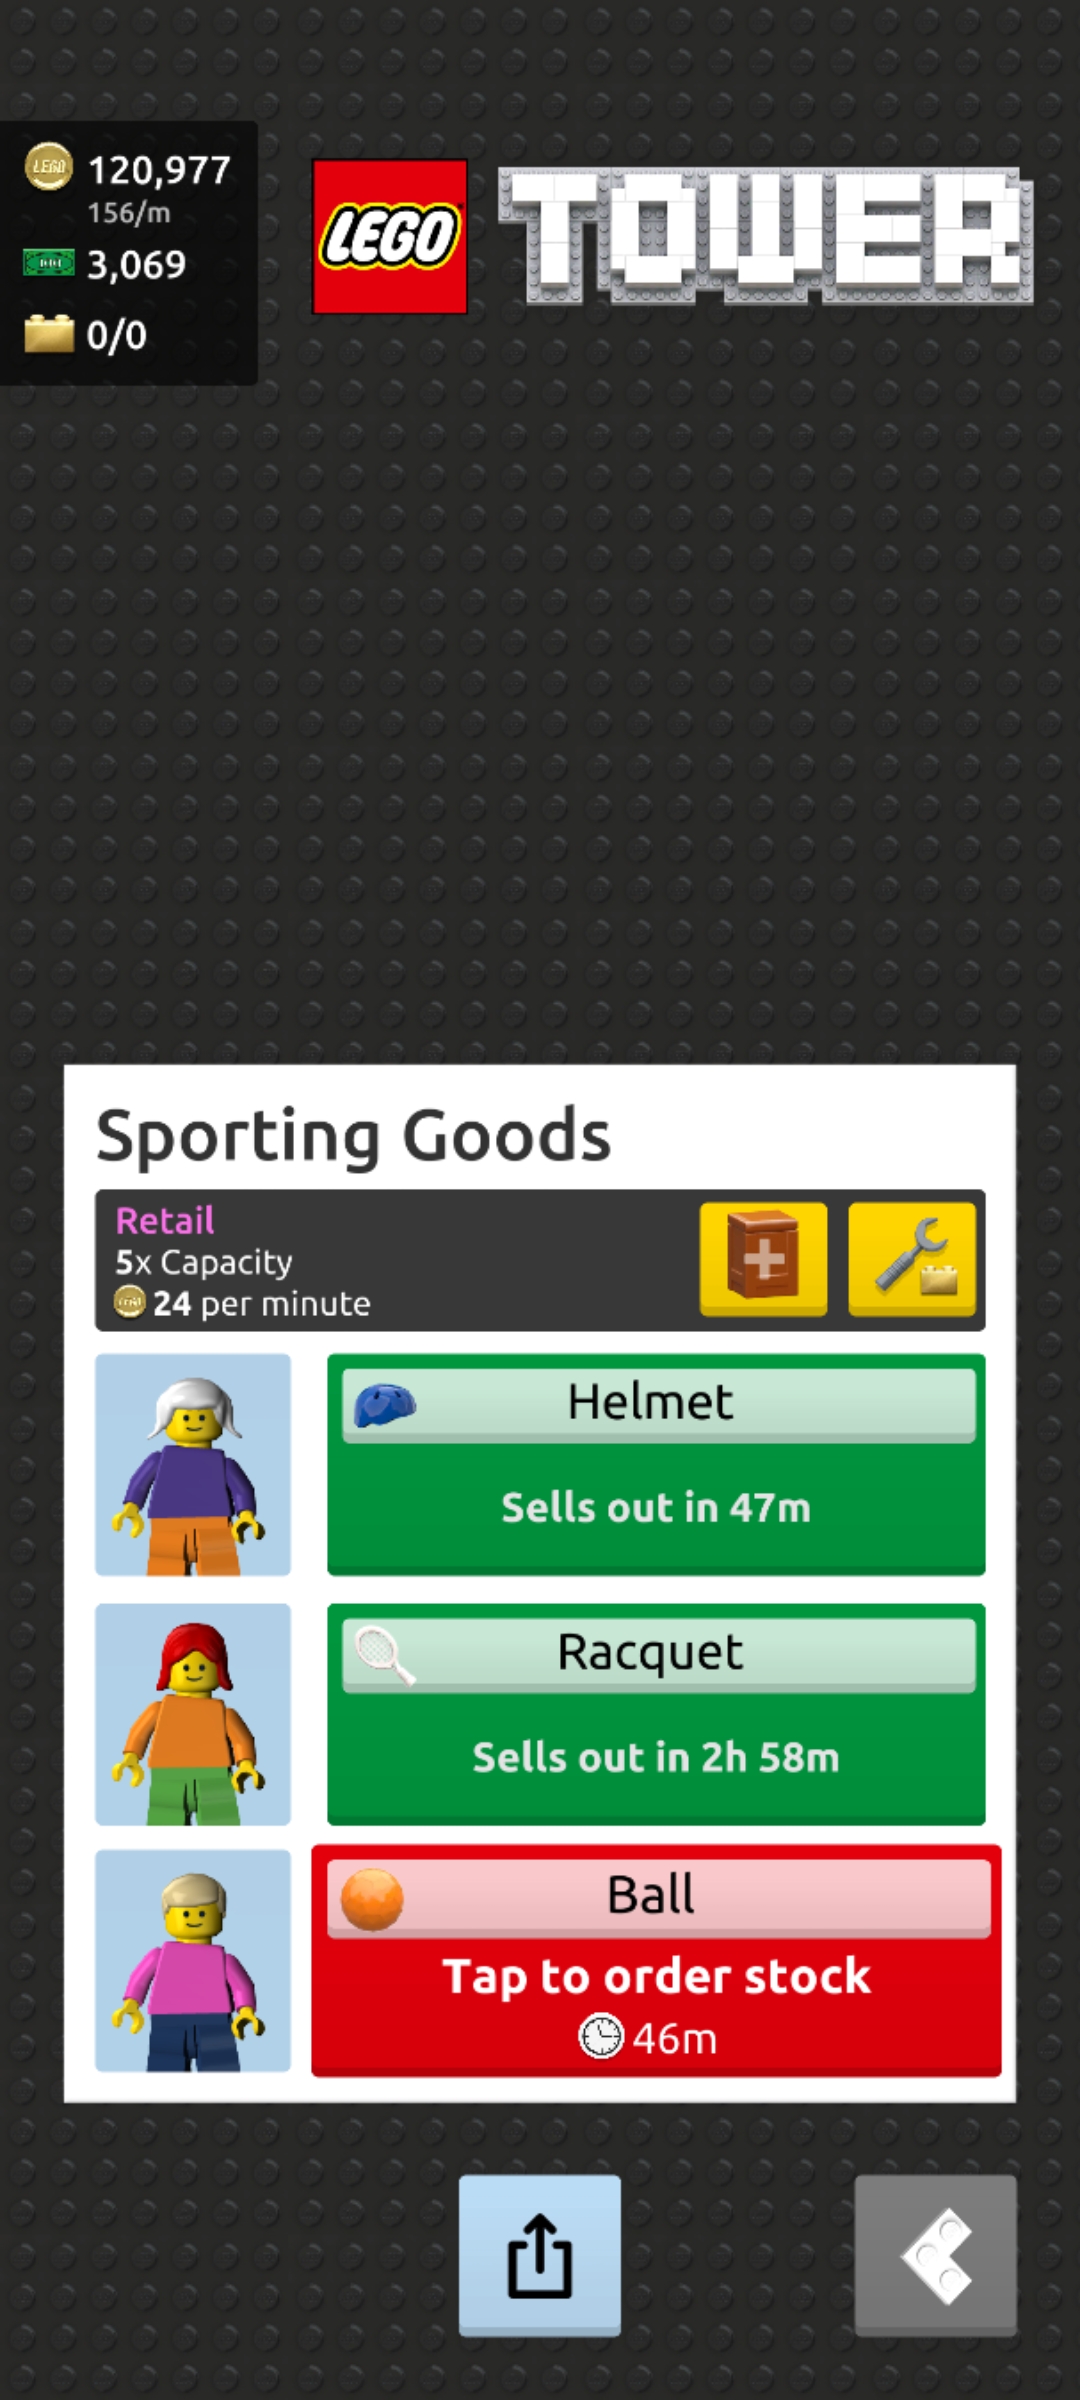 120,977
156/m
3,069
0/0
LEGO
TOWER
Sporting Goods
Retail
5x Capacity
24 per minute
Helmet
Sells out in 47m
Racquet
Sells out in 2h 58m
Ball
Tap to order stock
46m